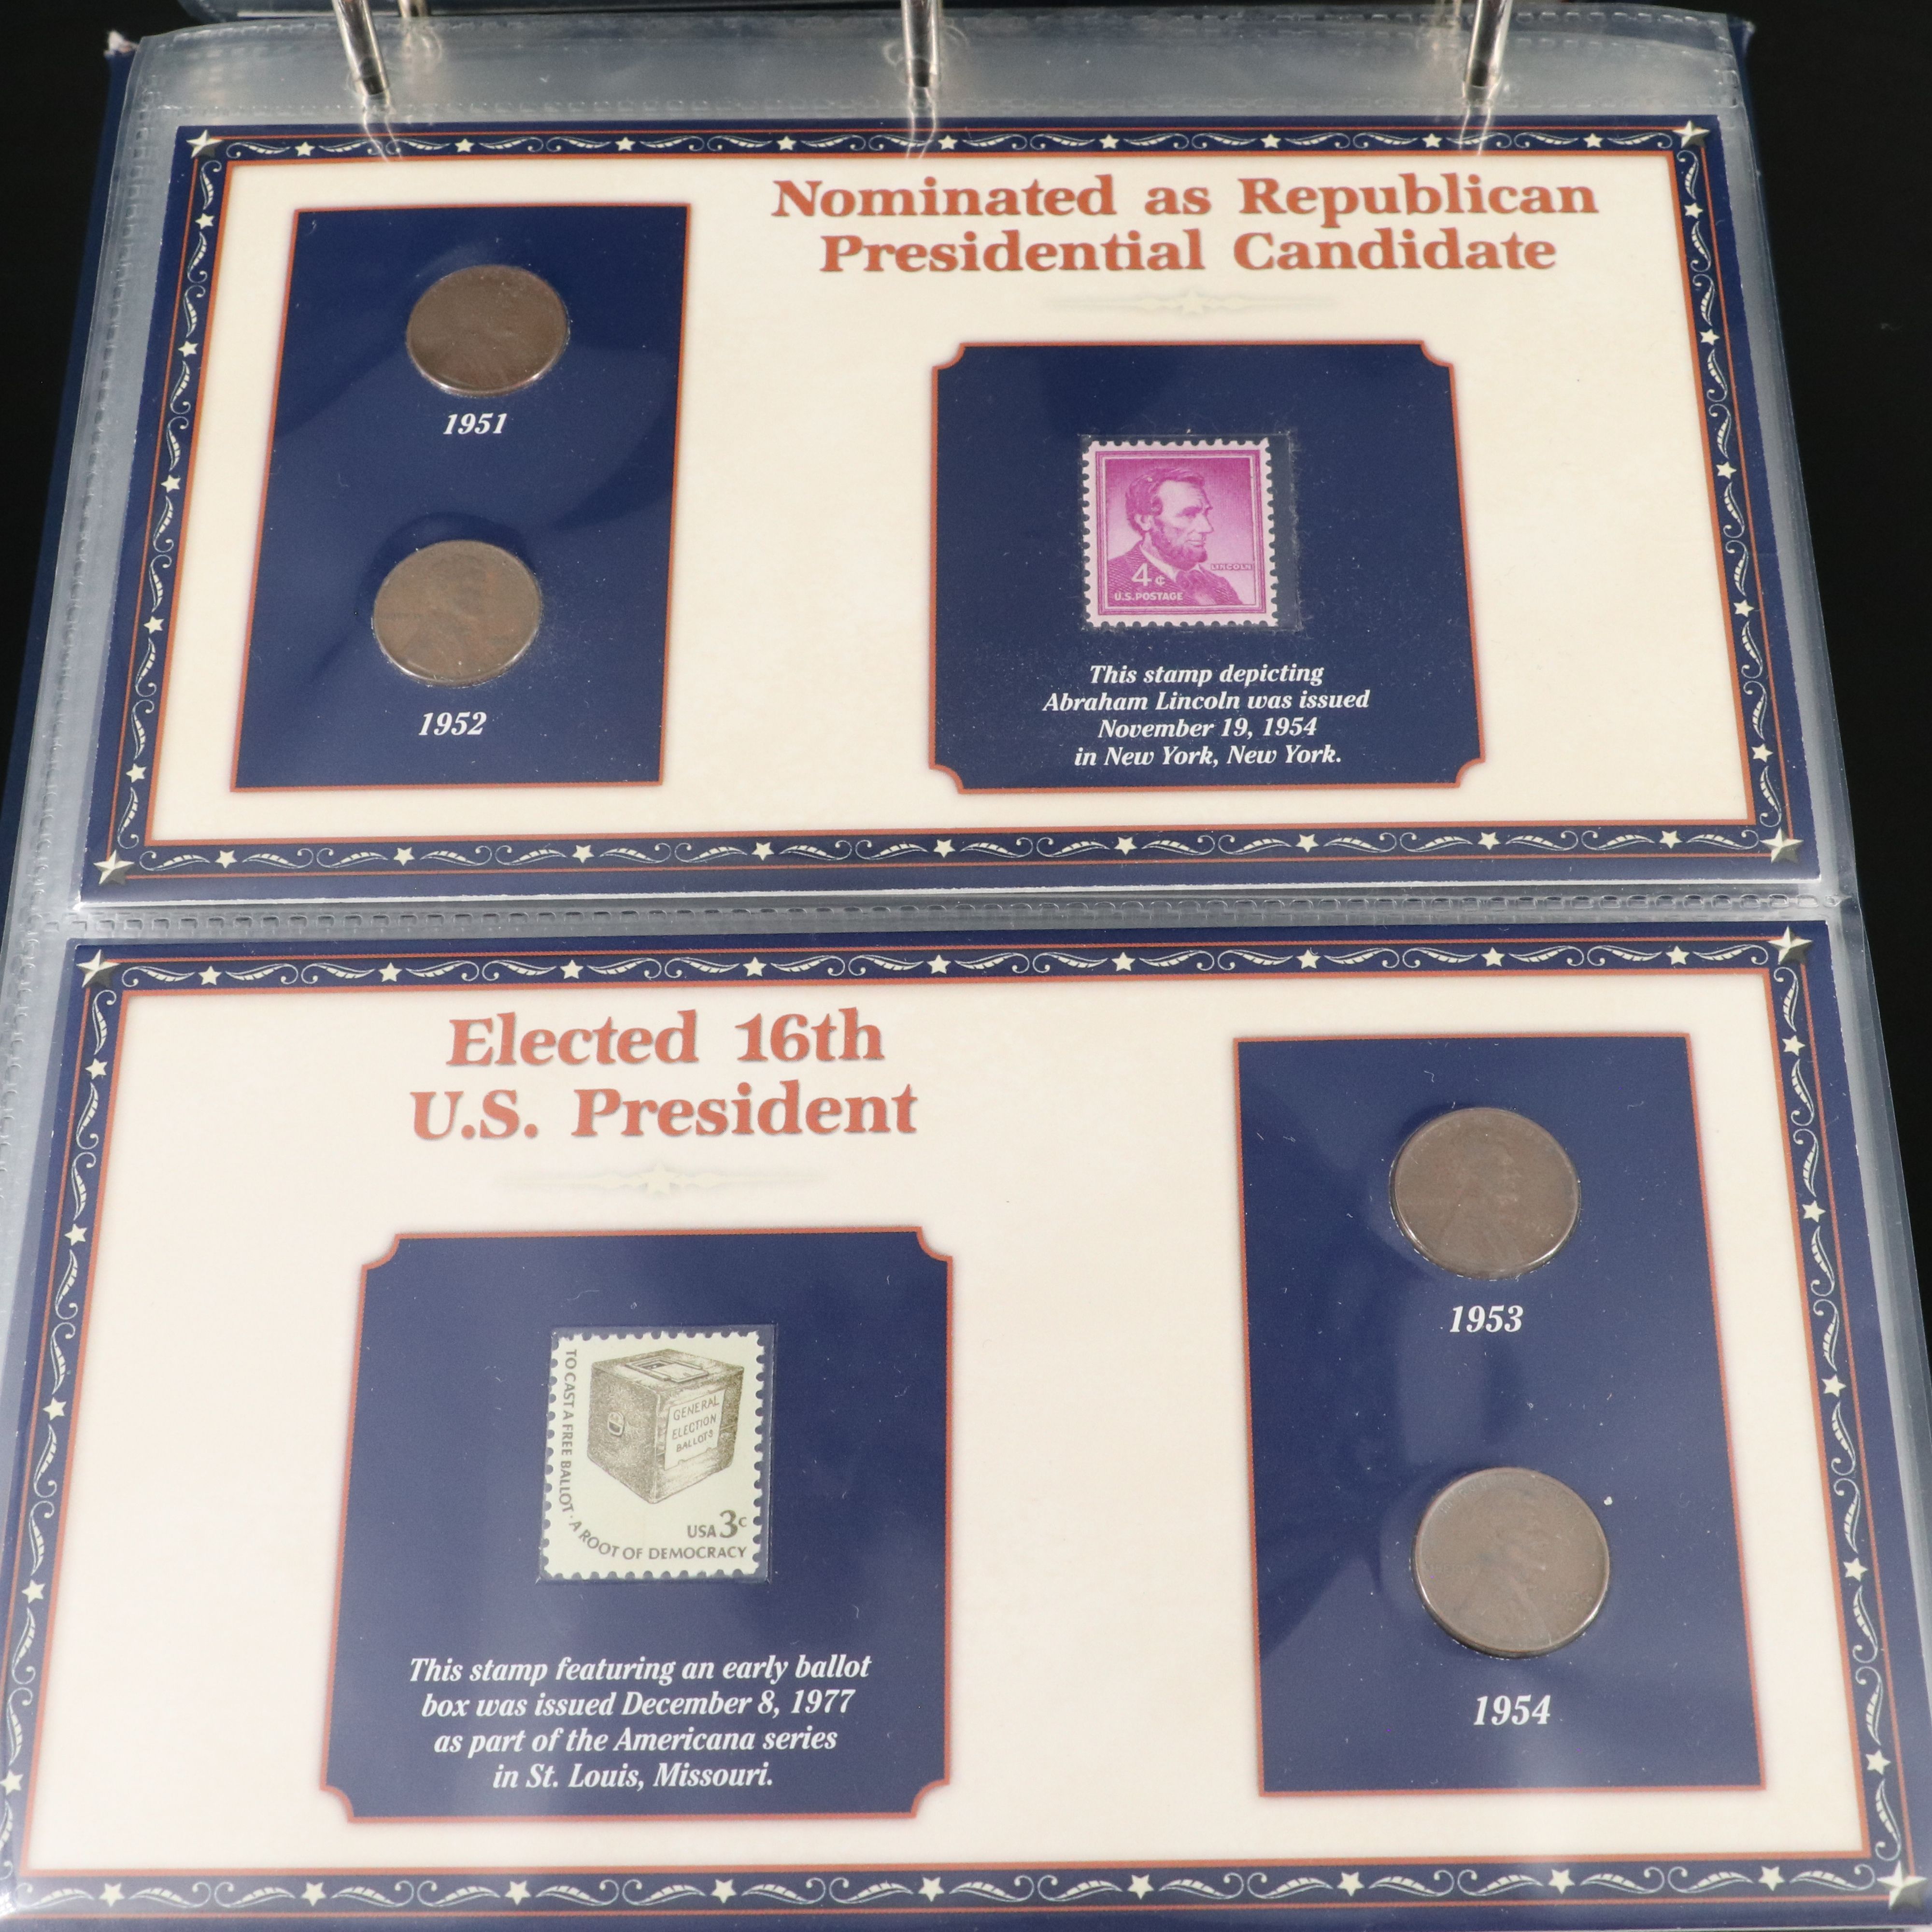 Nominated as Republican
Presidential Candidate
1951
1952
LINCOLN
4¢
U.S. POSTAGE
This stamp depicting
Abraham Lincoln was issued
November 19, 1954
in New York, New York.
Elected 16th
U.S. President
TO CAST A FREE BALLOT · A ROOT OF DEMOCRACY
GENERAL
ELECTION
BALLOTS
USA 3c
This stamp featuring an early ballot
box was issued December 8, 1977
as part of the Americana series
in St. Louis, Missouri.
1953
1954